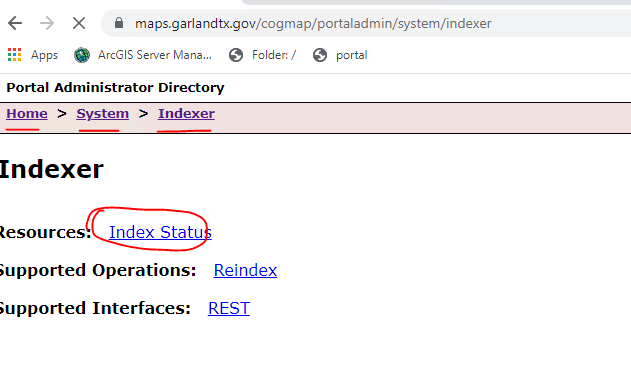 maps.garlandtx.gov/cogmap/portaladmin/system/indexer
Apps ArcGIS Server Mana... Folder: / portal
Portal Administrator Directory
Home > System > Indexer
Indexer
Resources: Index Status
Supported Operations: Reindex
Supported Interfaces: REST